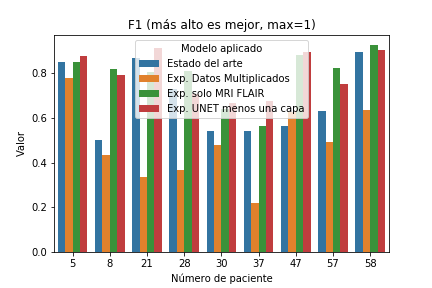 F1 (más alto es mejor, max=1)
Modelo aplicado
Estado del arte
Exp. Datos Multiplicados
Exp. solo MRI FLAIR
Exp. UNET menos una capa
Valor
0.8
0.6
0.4
0.2
0.0
5 8 21 28 30 37 47 57 58
Número de paciente